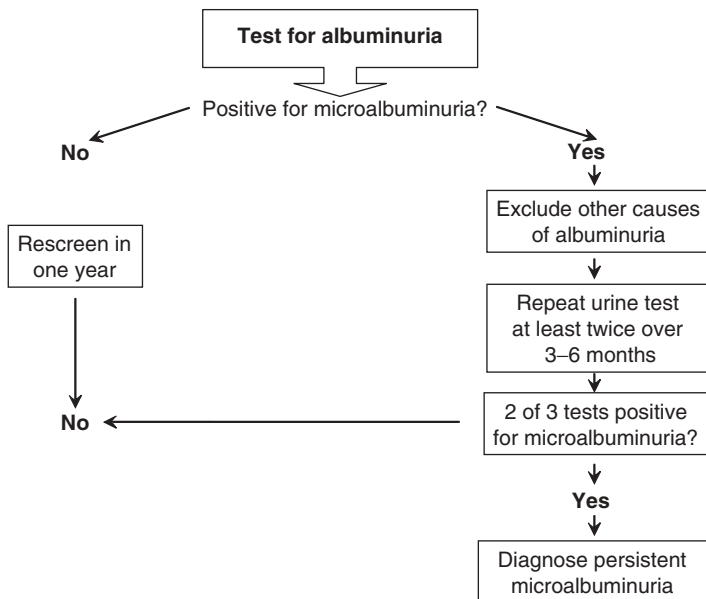 Test for albuminuria
Positive for microalbuminuria?
No
Yes
Exclude other causes
of albuminuria
Rescreen in
one year
Repeat urine test
at least twice over
3–6 months
No
2 of 3 tests positive
for microalbuminuria?
Yes
Diagnose persistent
microalbuminuria